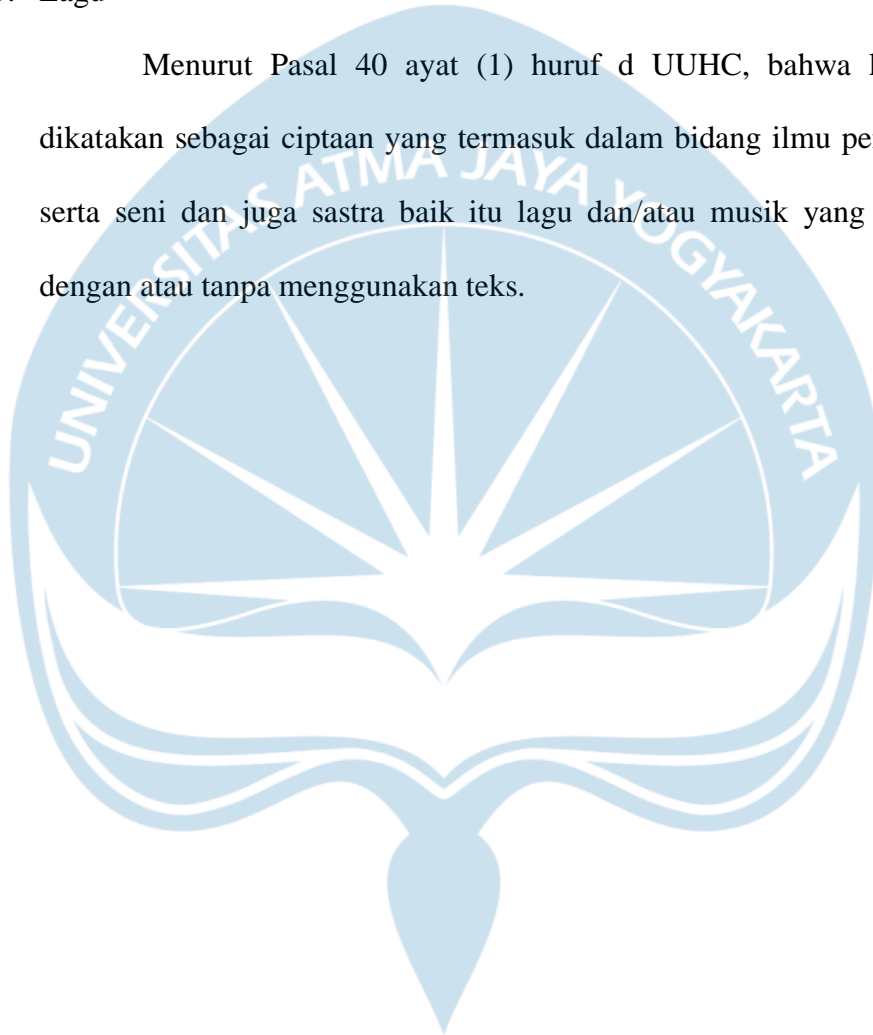 Lagu
Menurut Pasal 40 ayat (1) huruf d UUHC, bahwa
dikatakan sebagai ciptaan yang termasuk dalam bidang ilmu
serta seni dan juga sastra baik itu lagu dan/atau musik yang
dengan atau tanpa menggunakan teks.
UNIVERSITAS ATMA JAYA YOGYAKARTA